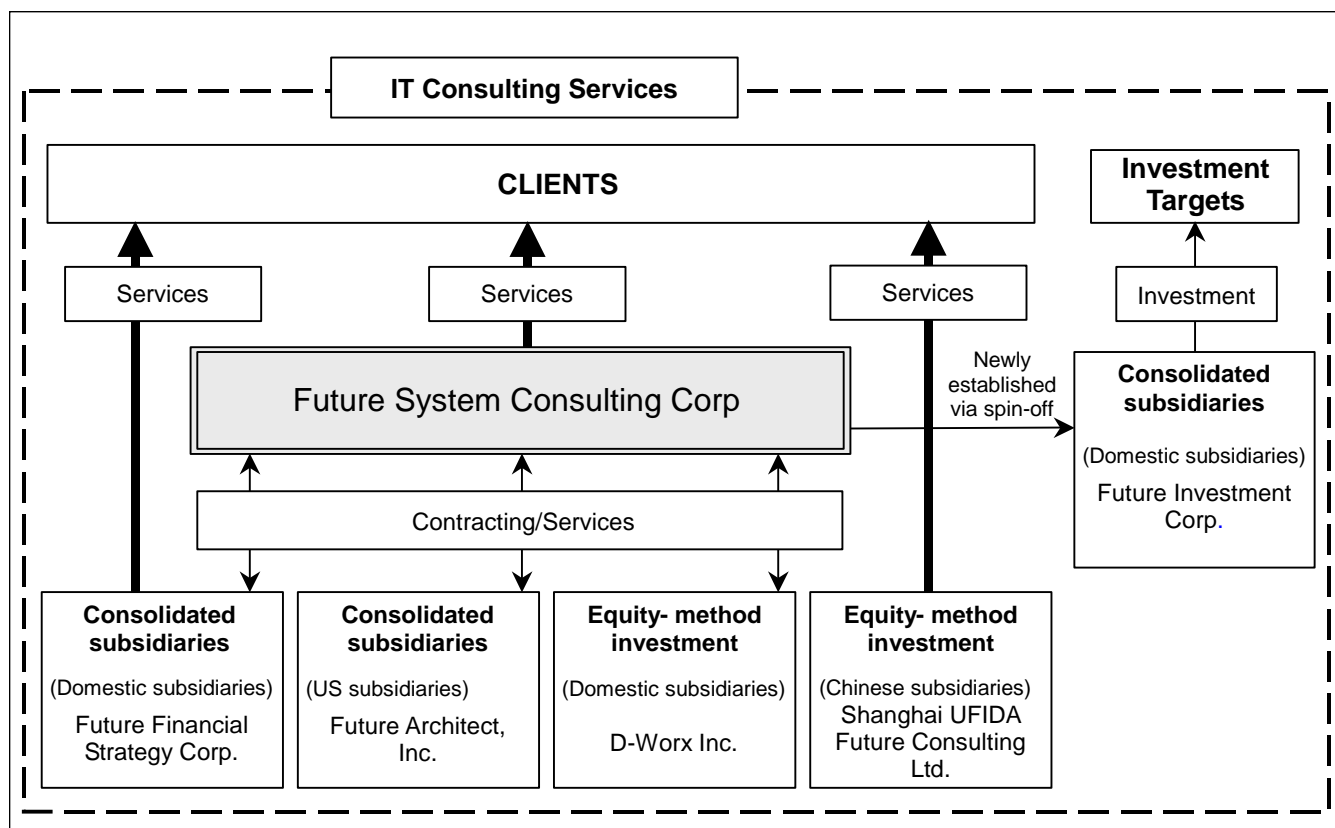 IT Consulting Services
CLIENTS
Investment
Targets
Services
Services
Services
Investment
Future System Consulting Corp
Newly
established
via spin-off
Consolidated
subsidiaries
(Domestic subsidiaries)
Future Investment
Corp.
Contracting/Services
Consolidated
subsidiaries
(Domestic subsidiaries)
Future Financial
Strategy Corp.
Consolidated
subsidiaries
(US subsidiaries)
Future Architect,
Inc.
Equity- method
investment
(Domestic subsidiaries)
D-Worx Inc.
Equity- method
investment
(Chinese subsidiaries)
Shanghai UFIDA
Future Consulting
Ltd.